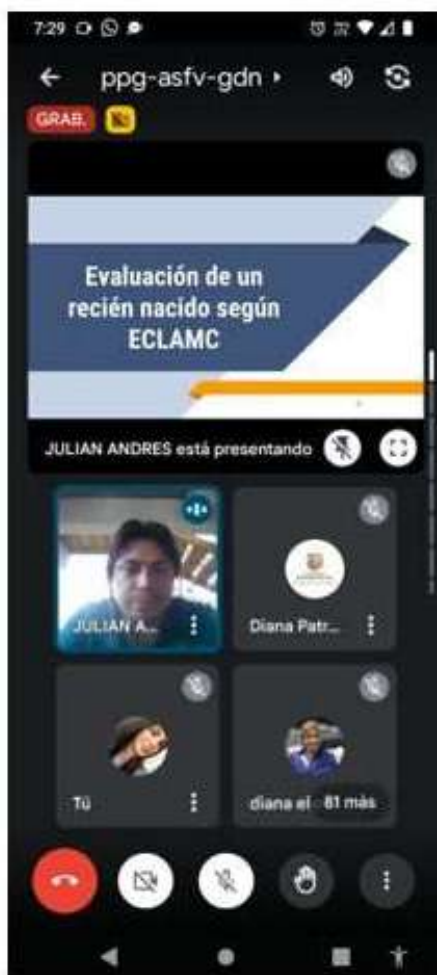 7:29
ppg-asfv-gdn
GRAB.
Evaluación de un
recién nacido según
ECLAMC
JULIAN ANDRES está presentando
JULIAN A...
Diana Patr...
Tú
diana el
81 más